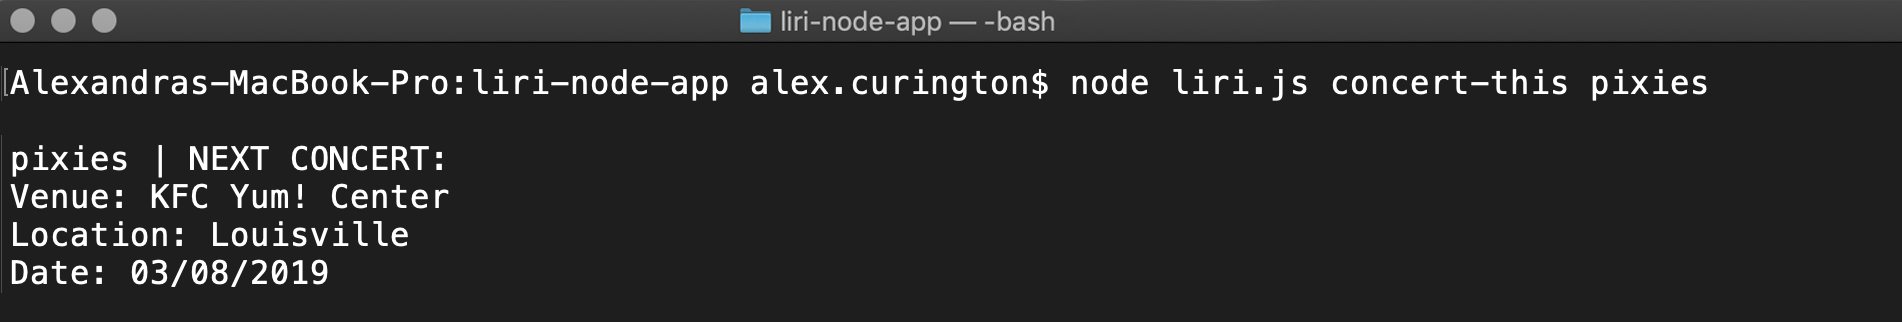 liri-node-app — -bash
[Alexandras-MacBook-Pro:liri-node-app alex.curington$ node liri.js concert-this pixies
pixies | NEXT CONCERT:
Venue: KFC Yum! Center
Location: Louisville
Date: 03/08/2019